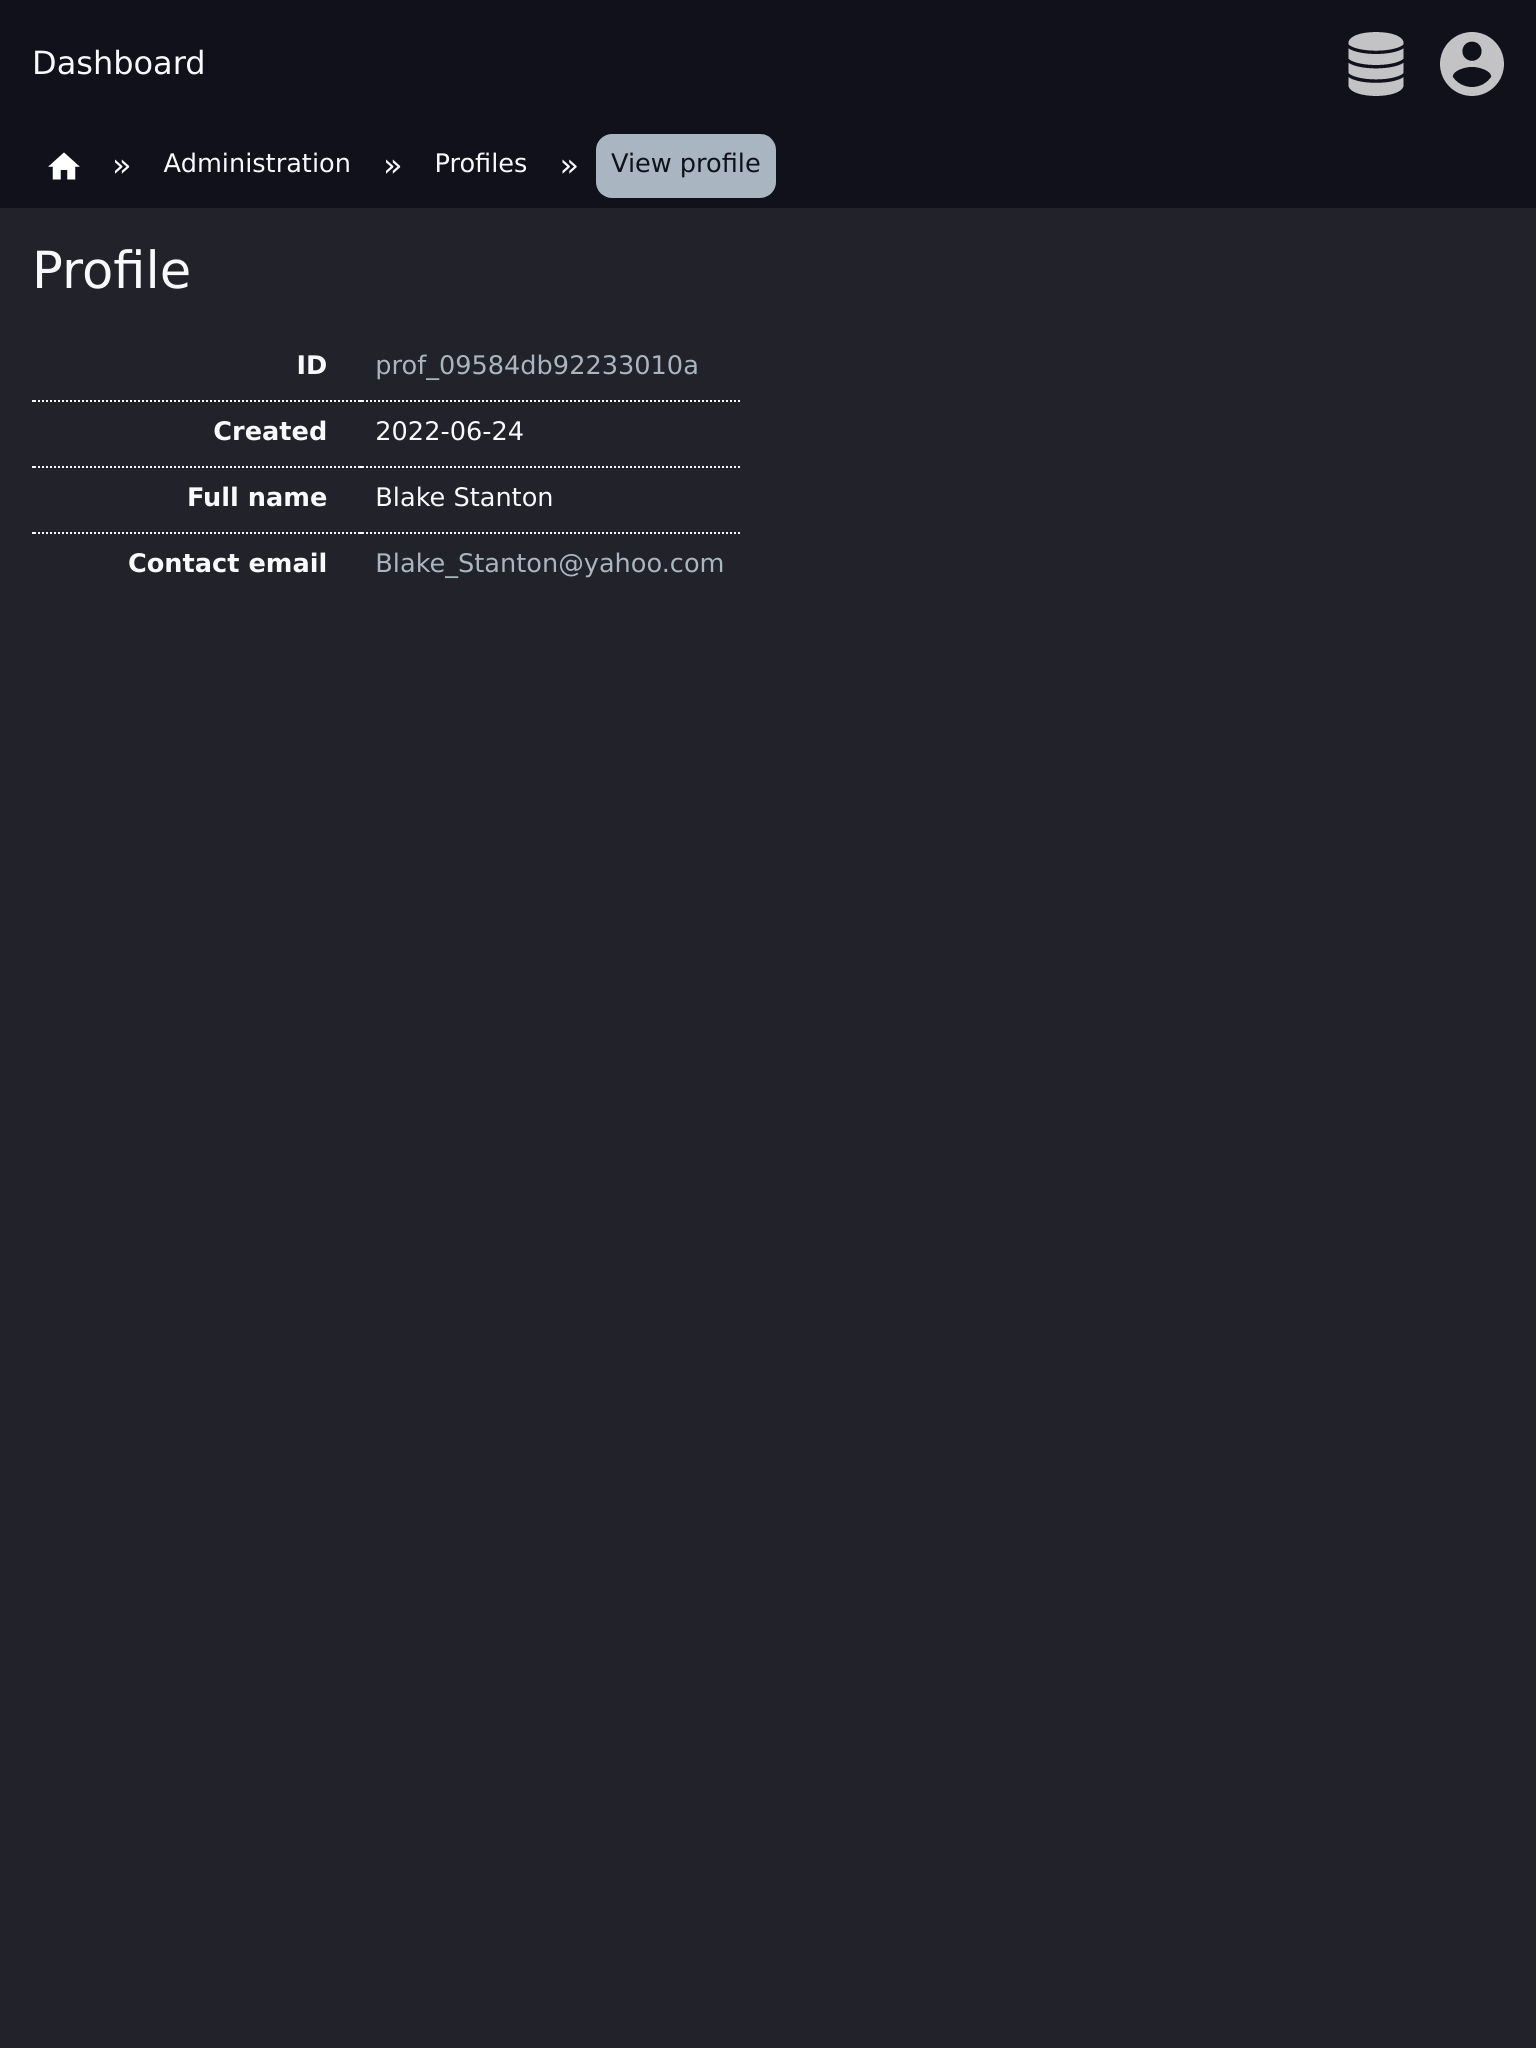 Dashboard
» Administration » Profiles » View profile
Profile
ID prof_09584db92233010a
Created 2022-06-24
Full name Blake Stanton
Contact email Blake_Stanton@yahoo.com